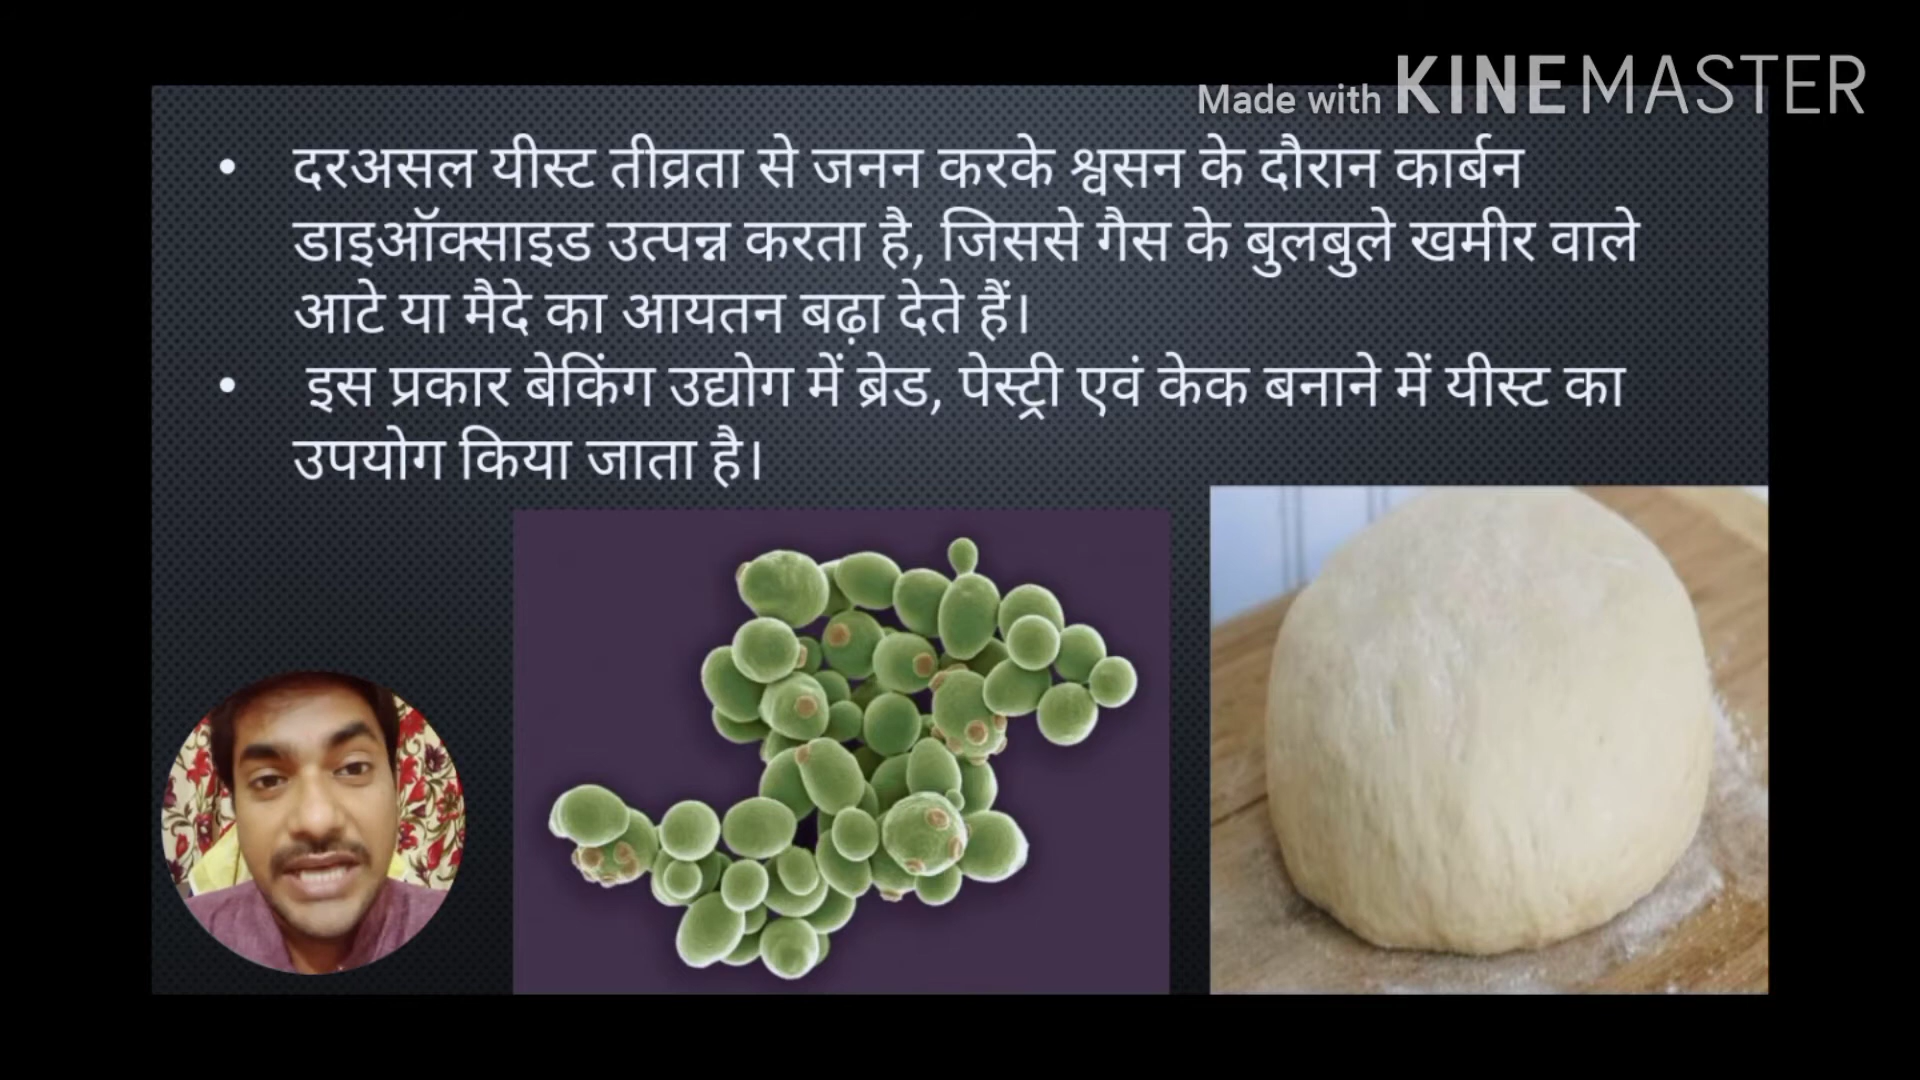 Made with KINEMASTER
• दरअसल यीस्ट तीव्रता से जनन करके श्वसन के दौरान कार्बन
डाइऑक्साइड उत्पन्न करता है, जिससे गैस के बुलबुले खमीर वाले
आटे या मैदे का आयतन बढ़ा देते हैं।
• इस प्रकार बेकिंग उद्योग में ब्रेड, पेस्ट्री एवं केक बनाने में यीस्ट का
उपयोग किया जाता है।